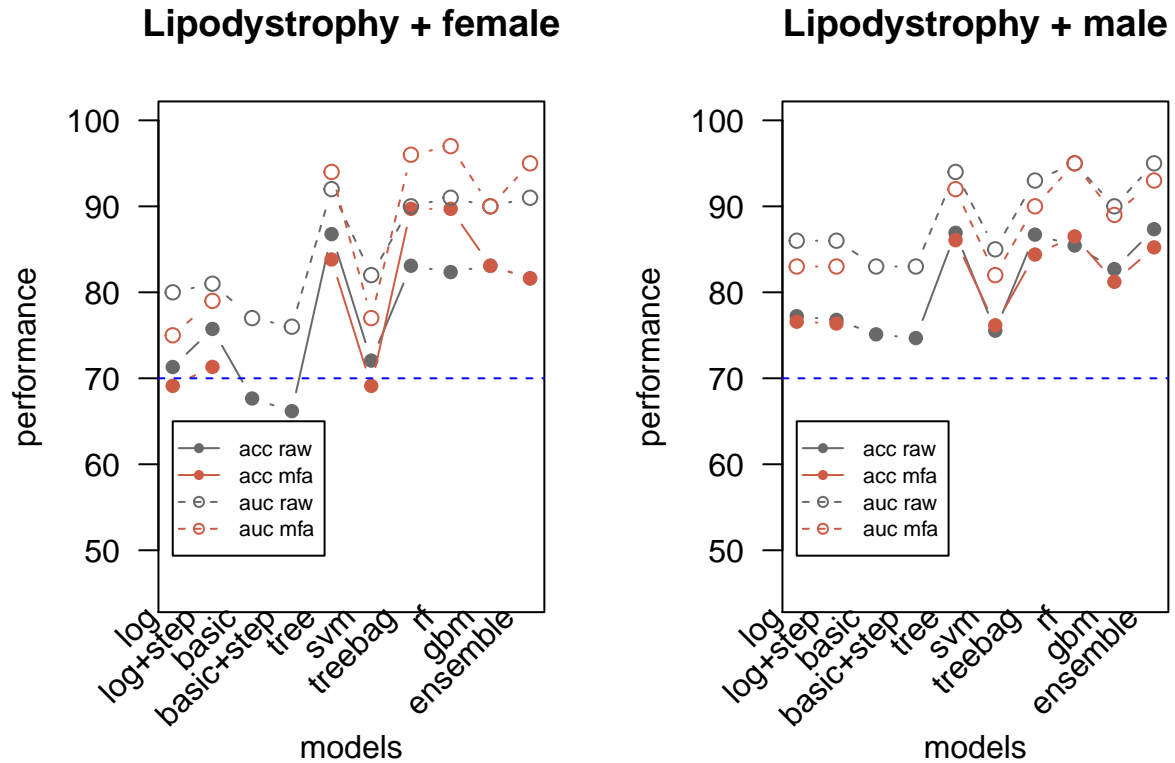 Lipodystrophy + female
performance
100
90
80
70
60
50
acc raw
acc mfa
auc raw
auc mfa
log
log+step
basic
basic+step
tree
svm
treebag
rf
gbm
ensemble
models
Lipodystrophy + male
performance
100
90
80
70
60
50
acc raw
acc mfa
auc raw
auc mfa
log
log+step
basic
basic+step
tree
svm
treebag
rf
gbm
ensemble
models